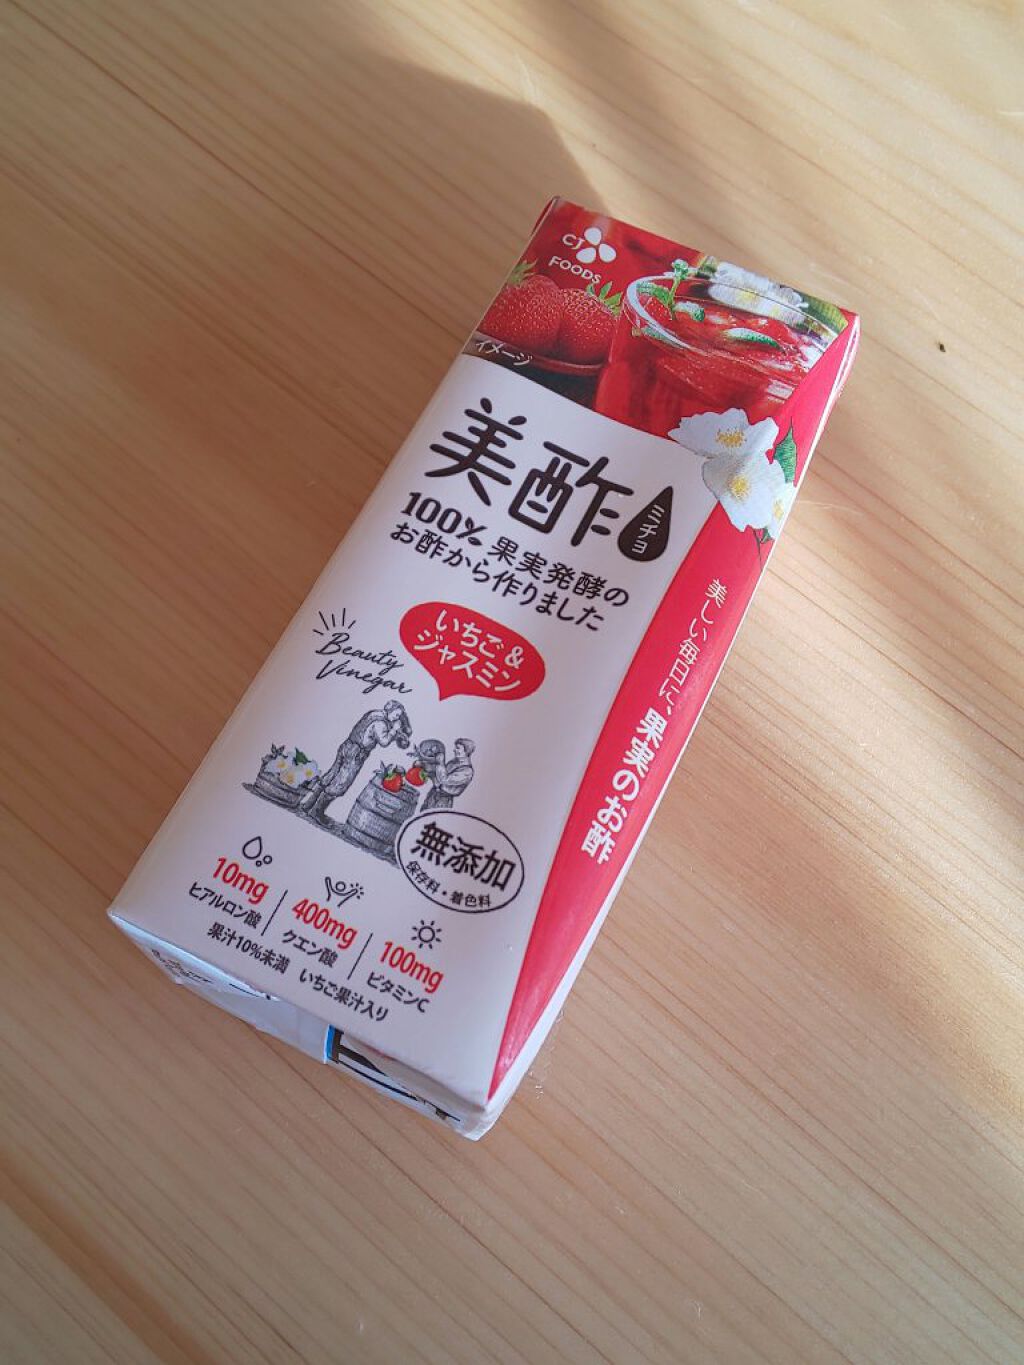 CJ
FOODS
イメージ
美酢
ミチョ
100% 果実発酵の
お酢から作りました
いちご&
ジャスミン
Beauty
Vinegar
美しい毎日に、果実のお酢
無添加
保存料・着色料
10mg
ヒアルロン酸
400mg
クエン酸
100mg
ビタミンC
果汁10%未満 いちご果汁入り